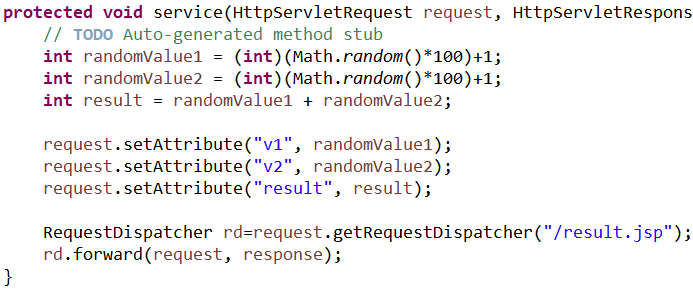 protected void service(HttpServletRequest request, HttpServletRespons
// TODO Auto-generated method stub
int randomValue1 = (int)(Math.random()*100)+1;
int randomValue2 = (int)(Math.random()*100)+1;
int result = randomValue1 + randomValue2;
request.setAttribute("v1", randomValue1);
request.setAttribute("v2", randomValue2);
request.setAttribute("result", result);
RequestDispatcher rd=request.getRequestDispatcher("/result.jsp");
rd.forward(request, response);
}